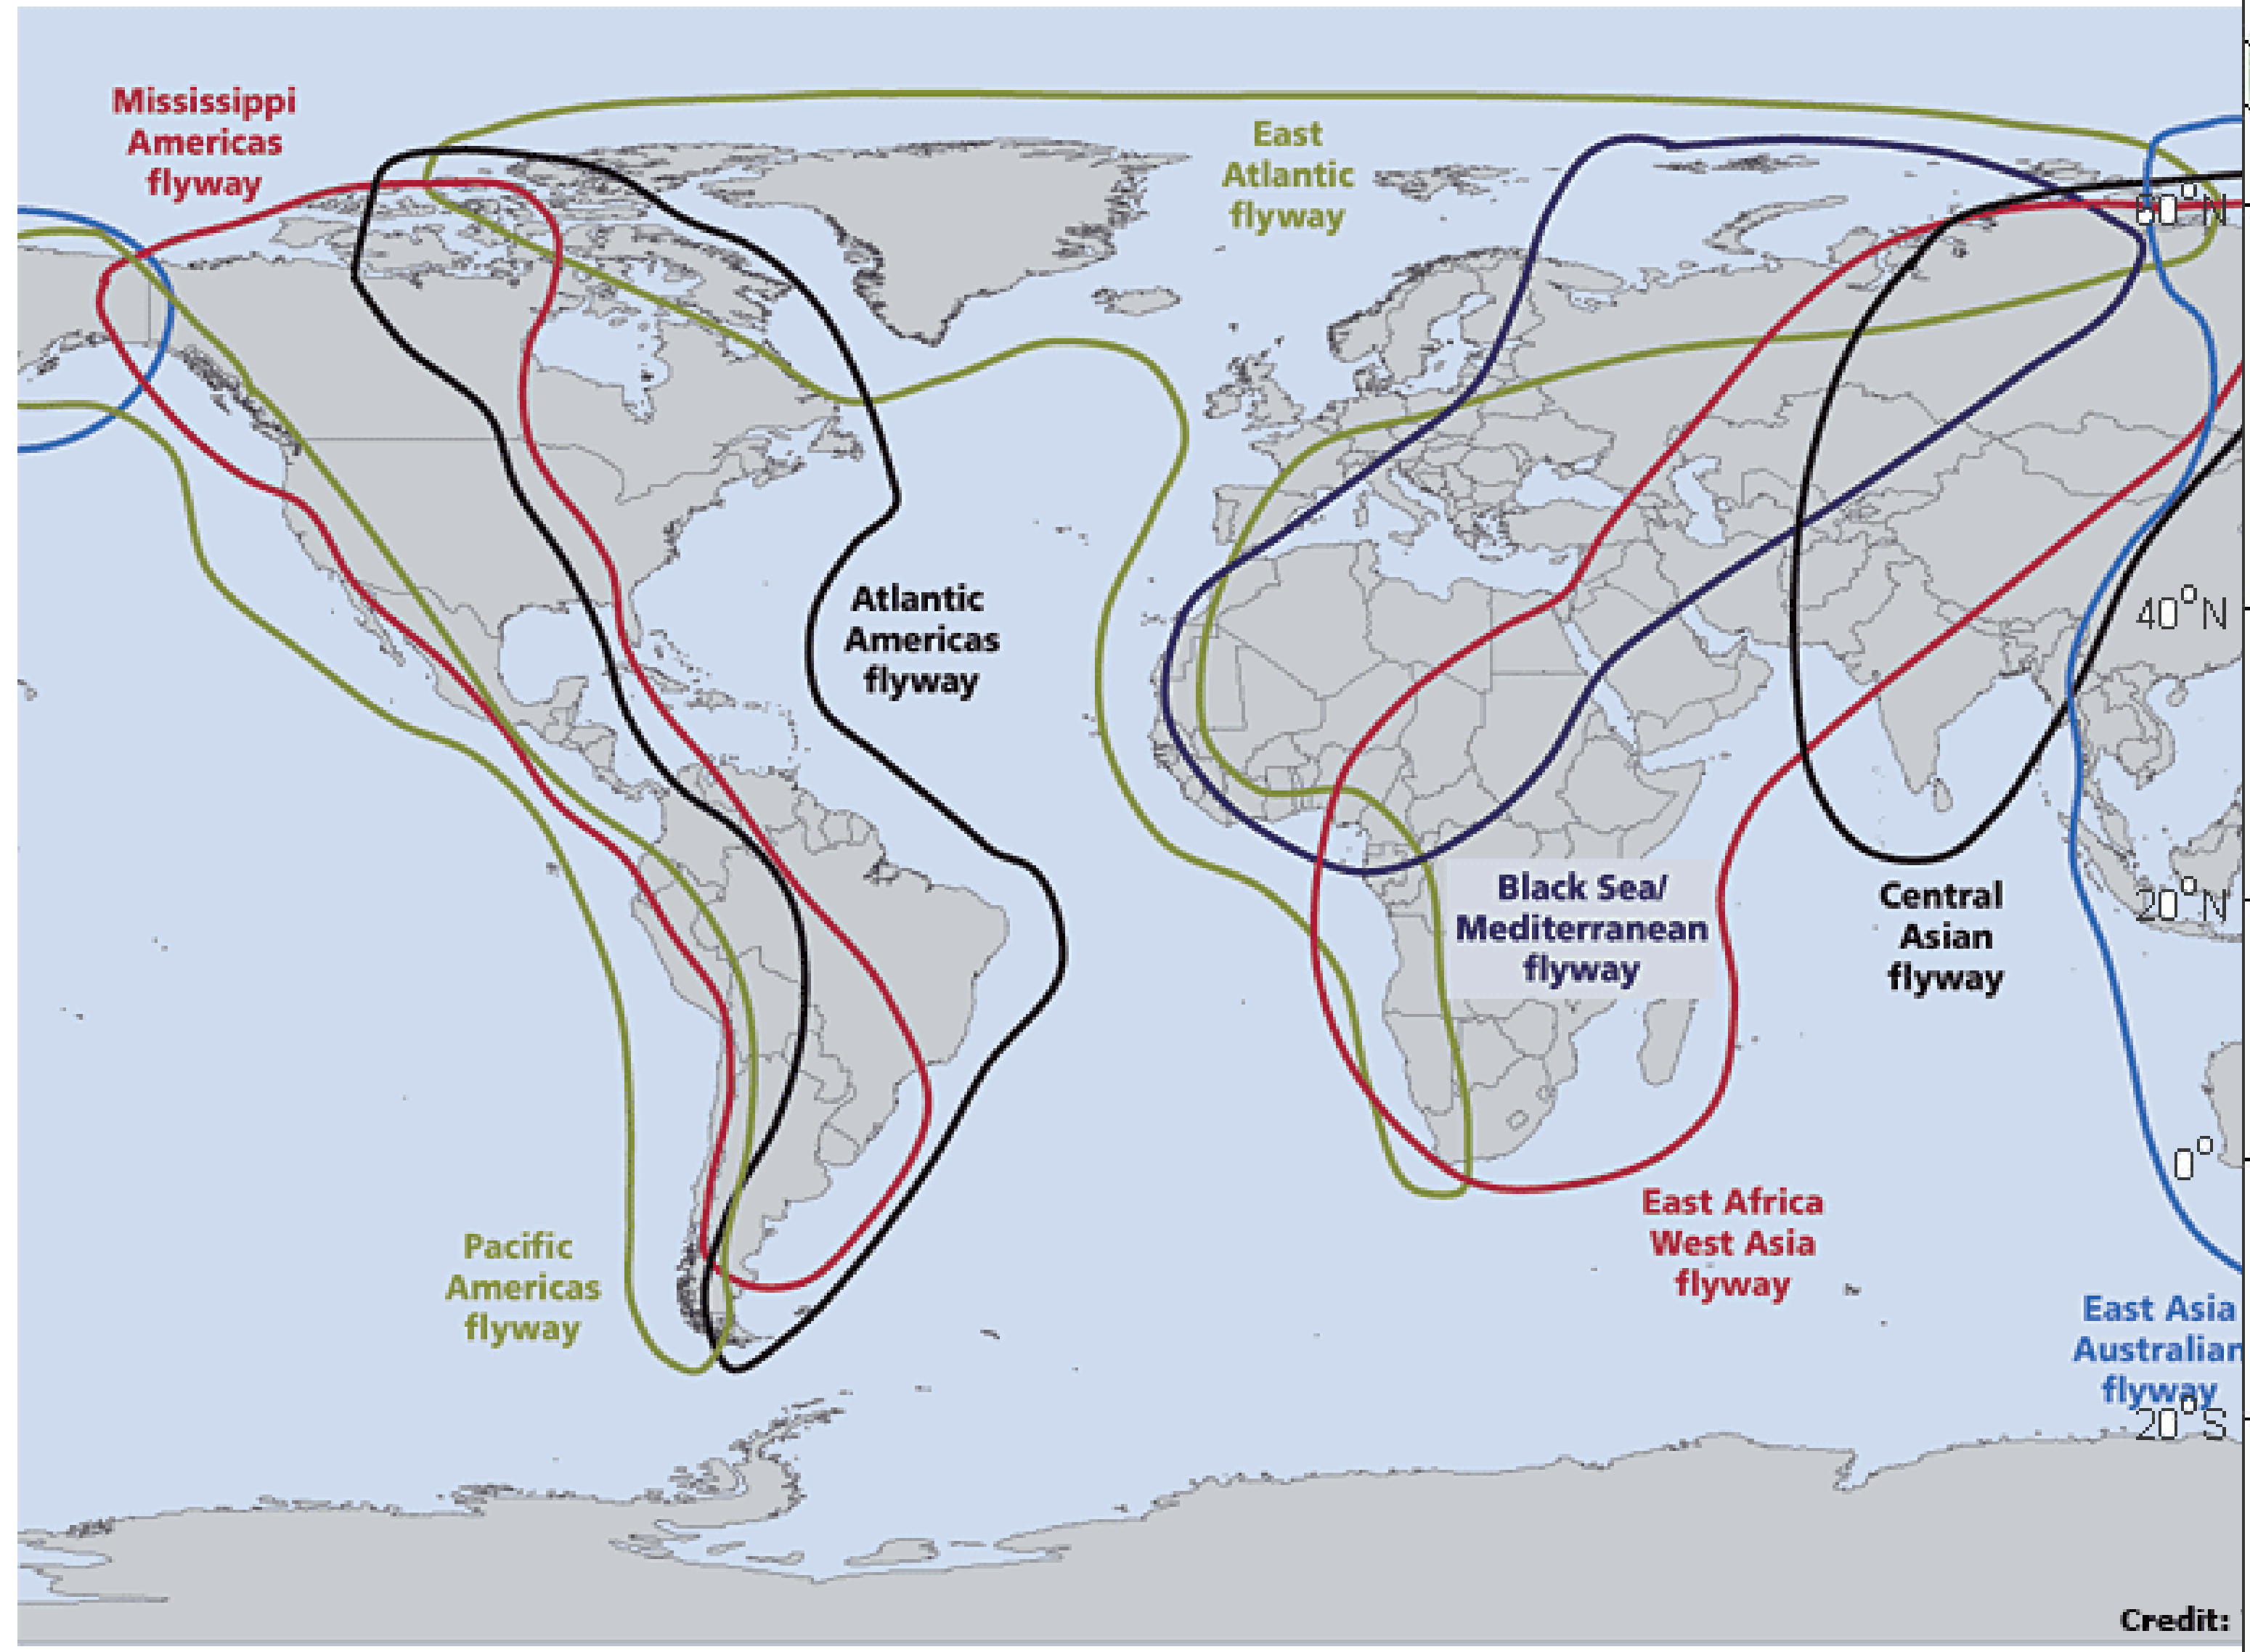 Mississippi
Americas
flyway
East
Atlantic
flyway
60°N
Atlantic
Americas
flyway
40°N
Black Sea/
Mediterranean
flyway
Central
Asian
flyway
20°N
0°
East Africa
West Asia
flyway
Pacific
Americas
flyway
East Asia
Australian
flyway
20°S
Credit: